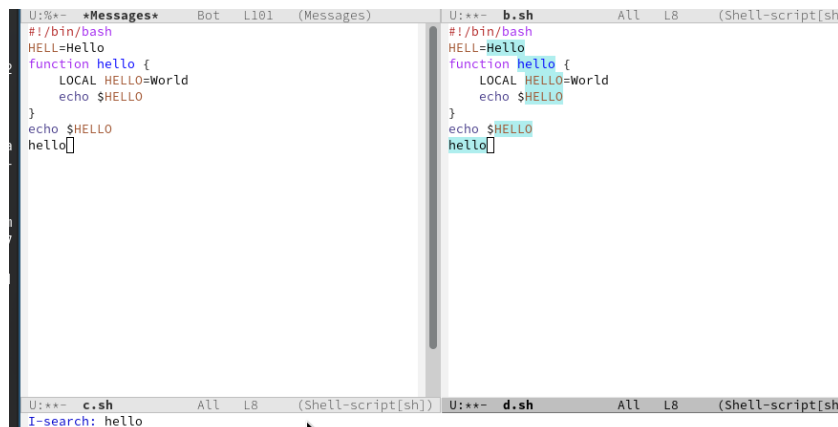 U:%*-  *Messages*     Bot   L101   (Messages)
U:**-  b.sh           All   L8     (Shell-script[sh
#!/bin/bash
HELL=Hello
function hello {
    LOCAL HELLO=World
    echo $HELLO
}
echo $HELLO
hello
#!/bin/bash
HELL=Hello
function hello {
    LOCAL HELLO=World
    echo $HELLO
}
echo $HELLO
hello
U:**-  c.sh           All   L8     (Shell-script[sh])
U:**-  d.sh           All   L8     (Shell-script[sh
I-search: hello